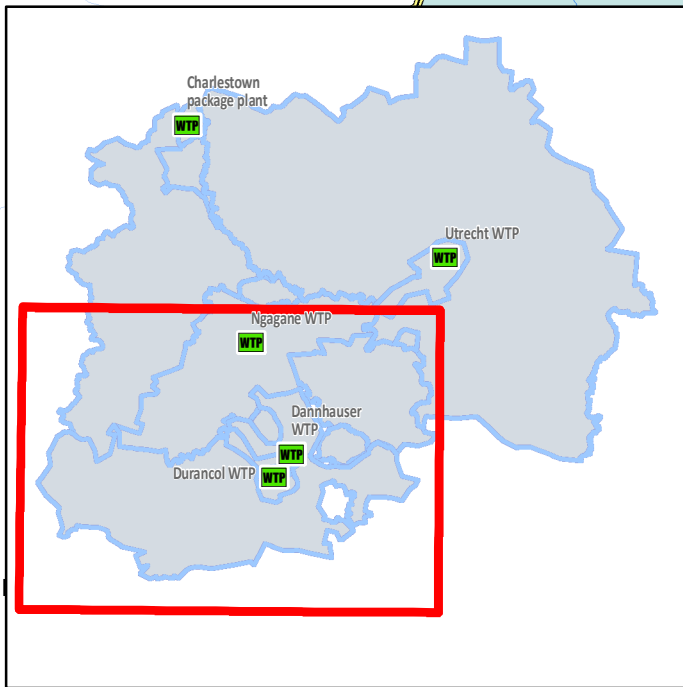 Charlestown
package plant
WTP
Utrecht WTP
WTP
Ngagane WTP
WTP
Dannhauser
WTP
WTP
Durancol WTP
WTP